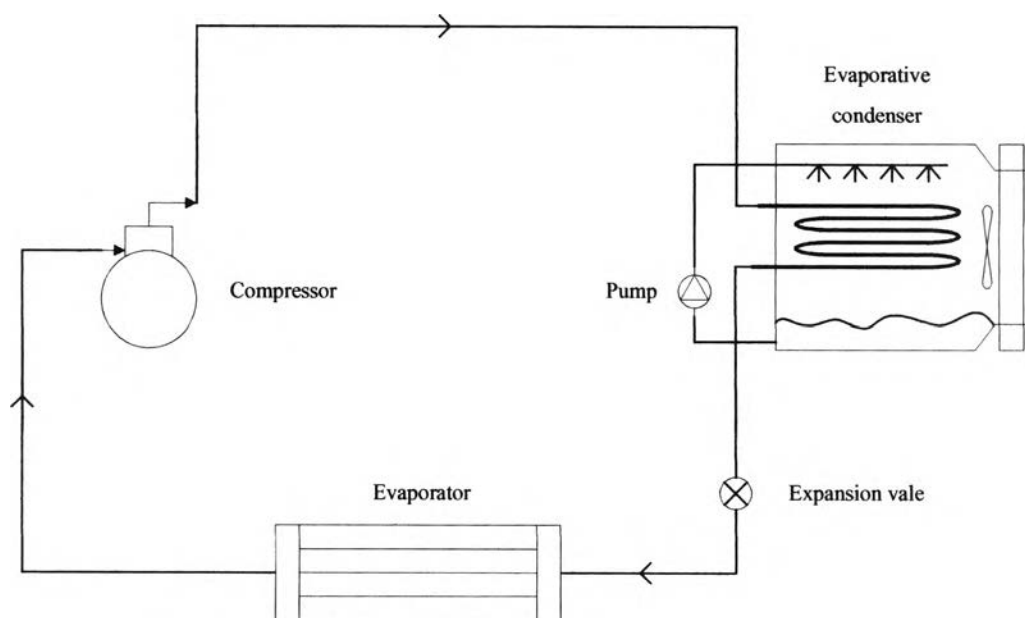 Evaporative
condenser
Compressor
Pump
Evaporator
Expansion vale